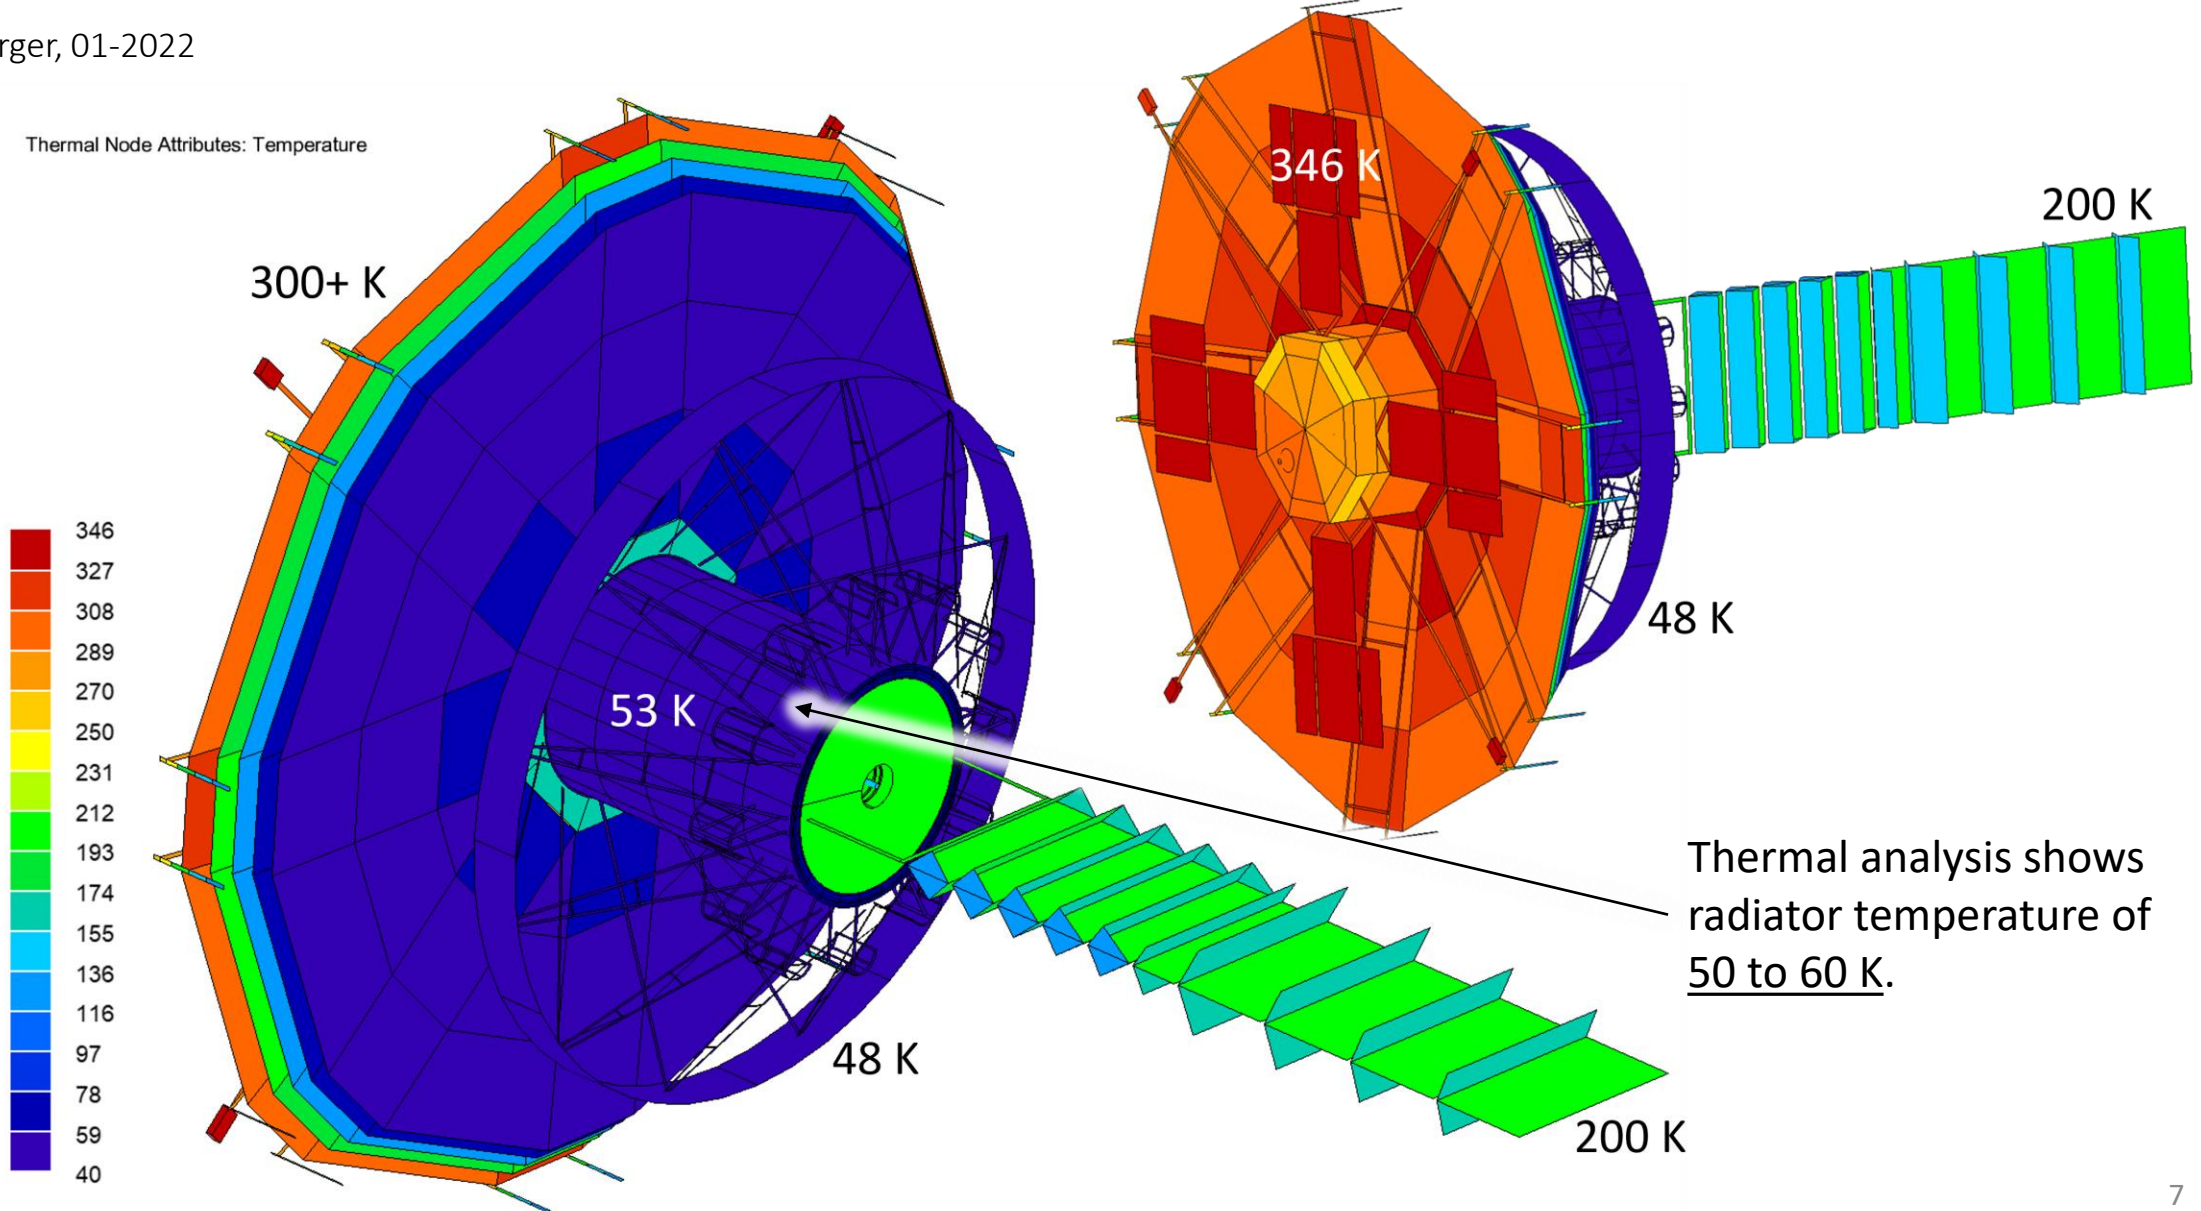 rger, 01-2022
Thermal Node Attributes: Temperature
300+ K
346 K
200 K
53 K
48 K
48 K
200 K
346
327
308
289
270
250
231
212
193
174
155
136
116
97
78
59
40
Thermal analysis shows
radiator temperature of
50 to 60 K.
7